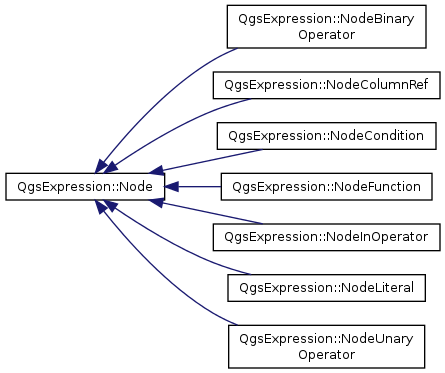 QgsExpression::NodeBinary
Operator
QgsExpression::NodeColumnRef
QgsExpression::NodeCondition
QgsExpression::Node
QgsExpression::NodeFunction
QgsExpression::NodeInOperator
QgsExpression::NodeLiteral
QgsExpression::NodeUnary
Operator